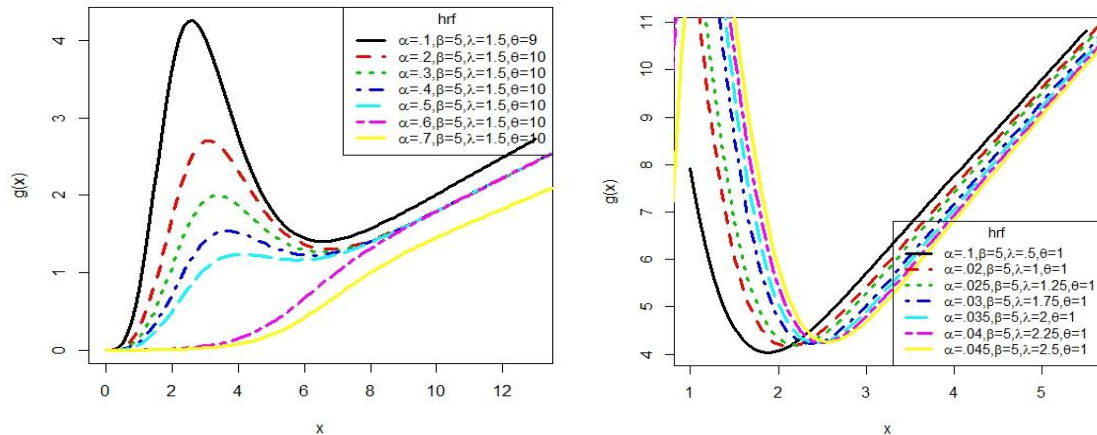 hrf
α=.1,β=5,λ=1.5,θ=9
α=.2,β=5,λ=1.5,θ=10
α=.3,β=5,λ=1.5,θ=10
α=.4,β=5,λ=1.5,θ=10
α=.5,β=5,λ=1.5,θ=10
α=.6,β=5,λ=1.5,θ=10
α=.7,β=5,λ=1.5,θ=10
g(x)
4
3
2
1
0
0 2 4 6 8 10 12
x
g(x)
11
10
9
8
7
6
5
4
hrf
α=.1,β=5,λ=.5,θ=1
α=.02,β=5,λ=1,θ=1
α=.025,β=5,λ=1.25,θ=1
α=.03,β=5,λ=1.75,θ=1
α=.035,β=5,λ=2,θ=1
α=.04,β=5,λ=2.25,θ=1
α=.045,β=5,λ=2.5,θ=1
1 2 3 4 5
x